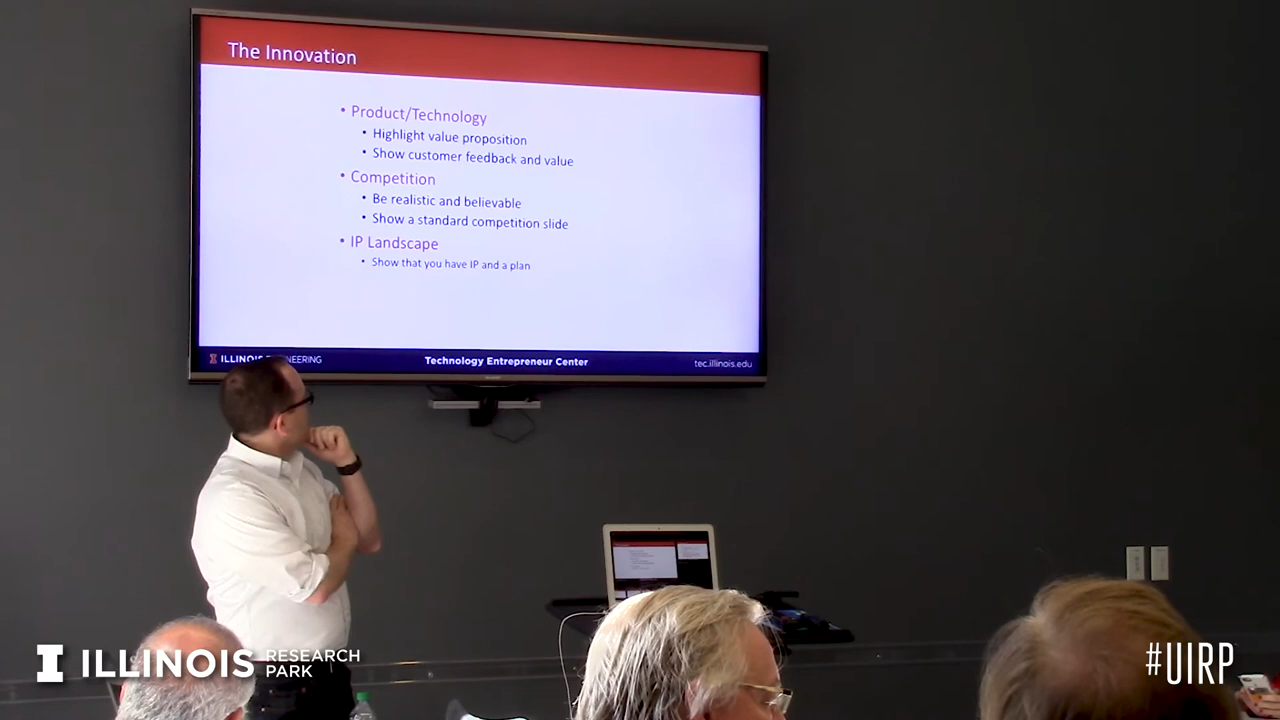 The Innovation
• Product/Technology
• Highlight value proposition
• Show customer feedback and value
• Competition
• Be realistic and believable
• Show a standard competition slide
• IP Landscape
• Show that you have IP and a plan
I ILLINOIS NEERING
Technology Entrepreneur Center
tec.illinois.edu
I ILLINOIS RESEARCH PARK
#UIRP